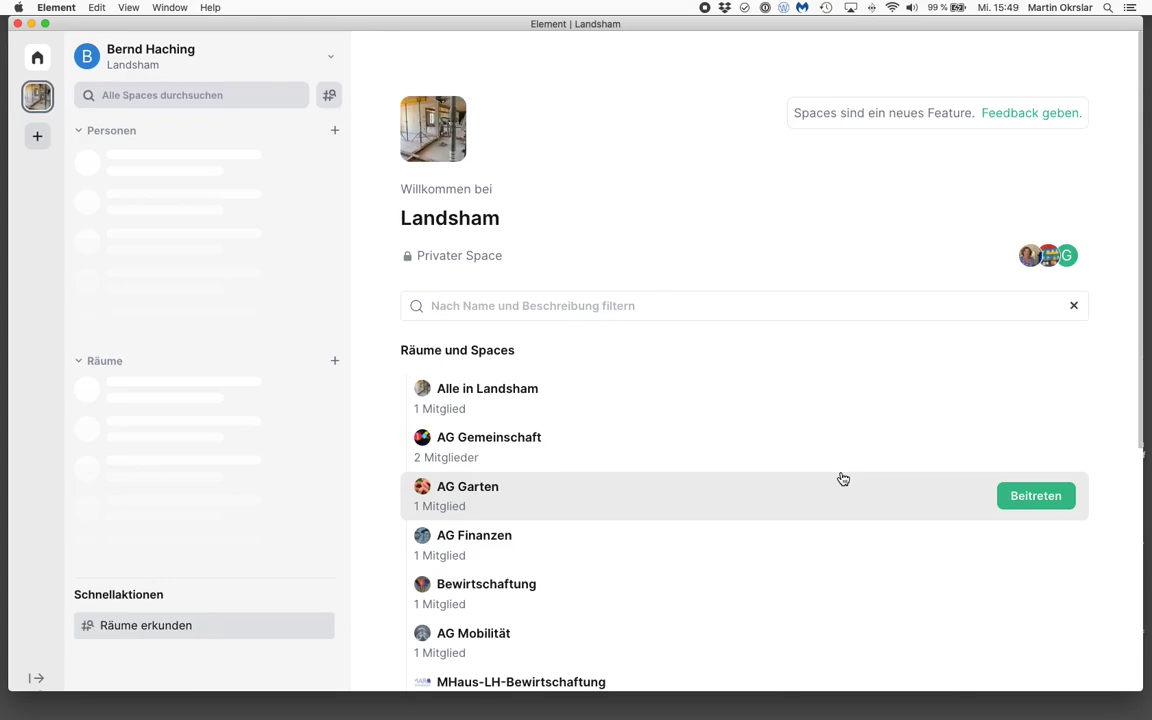 Element Edit View Window Help
99 % Mi. 15:49 Martin Okrslar
Element | Landsham
B Bernd Haching
Landsham
Alle Spaces durchsuchen
Personen
Räume
Schnellaktionen
Räume erkunden
Spaces sind ein neues Feature. Feedback geben.
Willkommen bei
Landsham
Privater Space
G
Nach Name und Beschreibung filtern
Räume und Spaces
Alle in Landsham
1 Mitglied
AG Gemeinschaft
2 Mitglieder
AG Garten
1 Mitglied
Beitreten
AG Finanzen
1 Mitglied
Bewirtschaftung
1 Mitglied
AG Mobilität
1 Mitglied
MHaus-LH-Bewirtschaftung